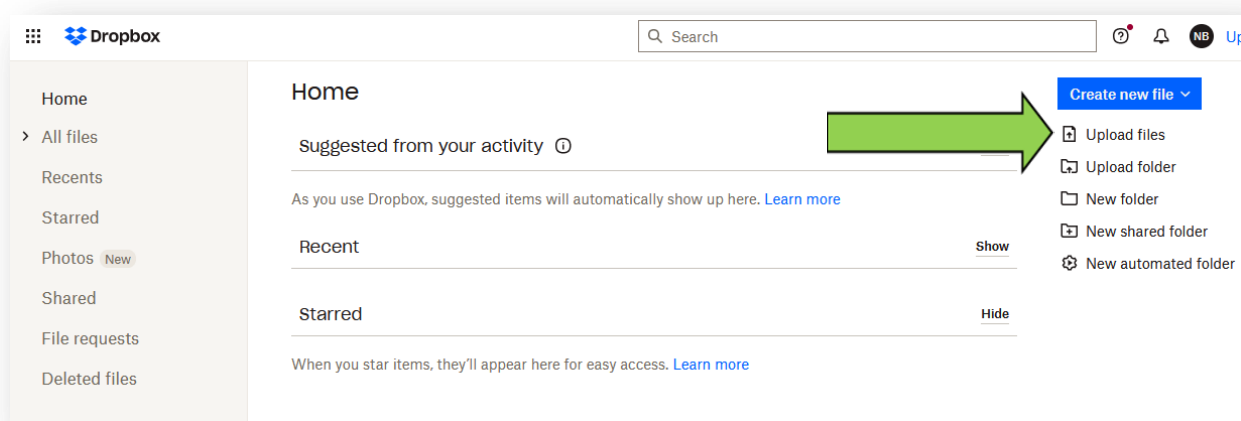 Dropbox
Search
NB
Up
Home
All files
Recents
Starred
Photos New
Shared
File requests
Deleted files
Home
Suggested from your activity
As you use Dropbox, suggested items will automatically show up here. Learn more
Recent Show
Starred Hide
When you star items, they’ll appear here for easy access. Learn more
Create new file
Upload files
Upload folder
New folder
New shared folder
New automated folder